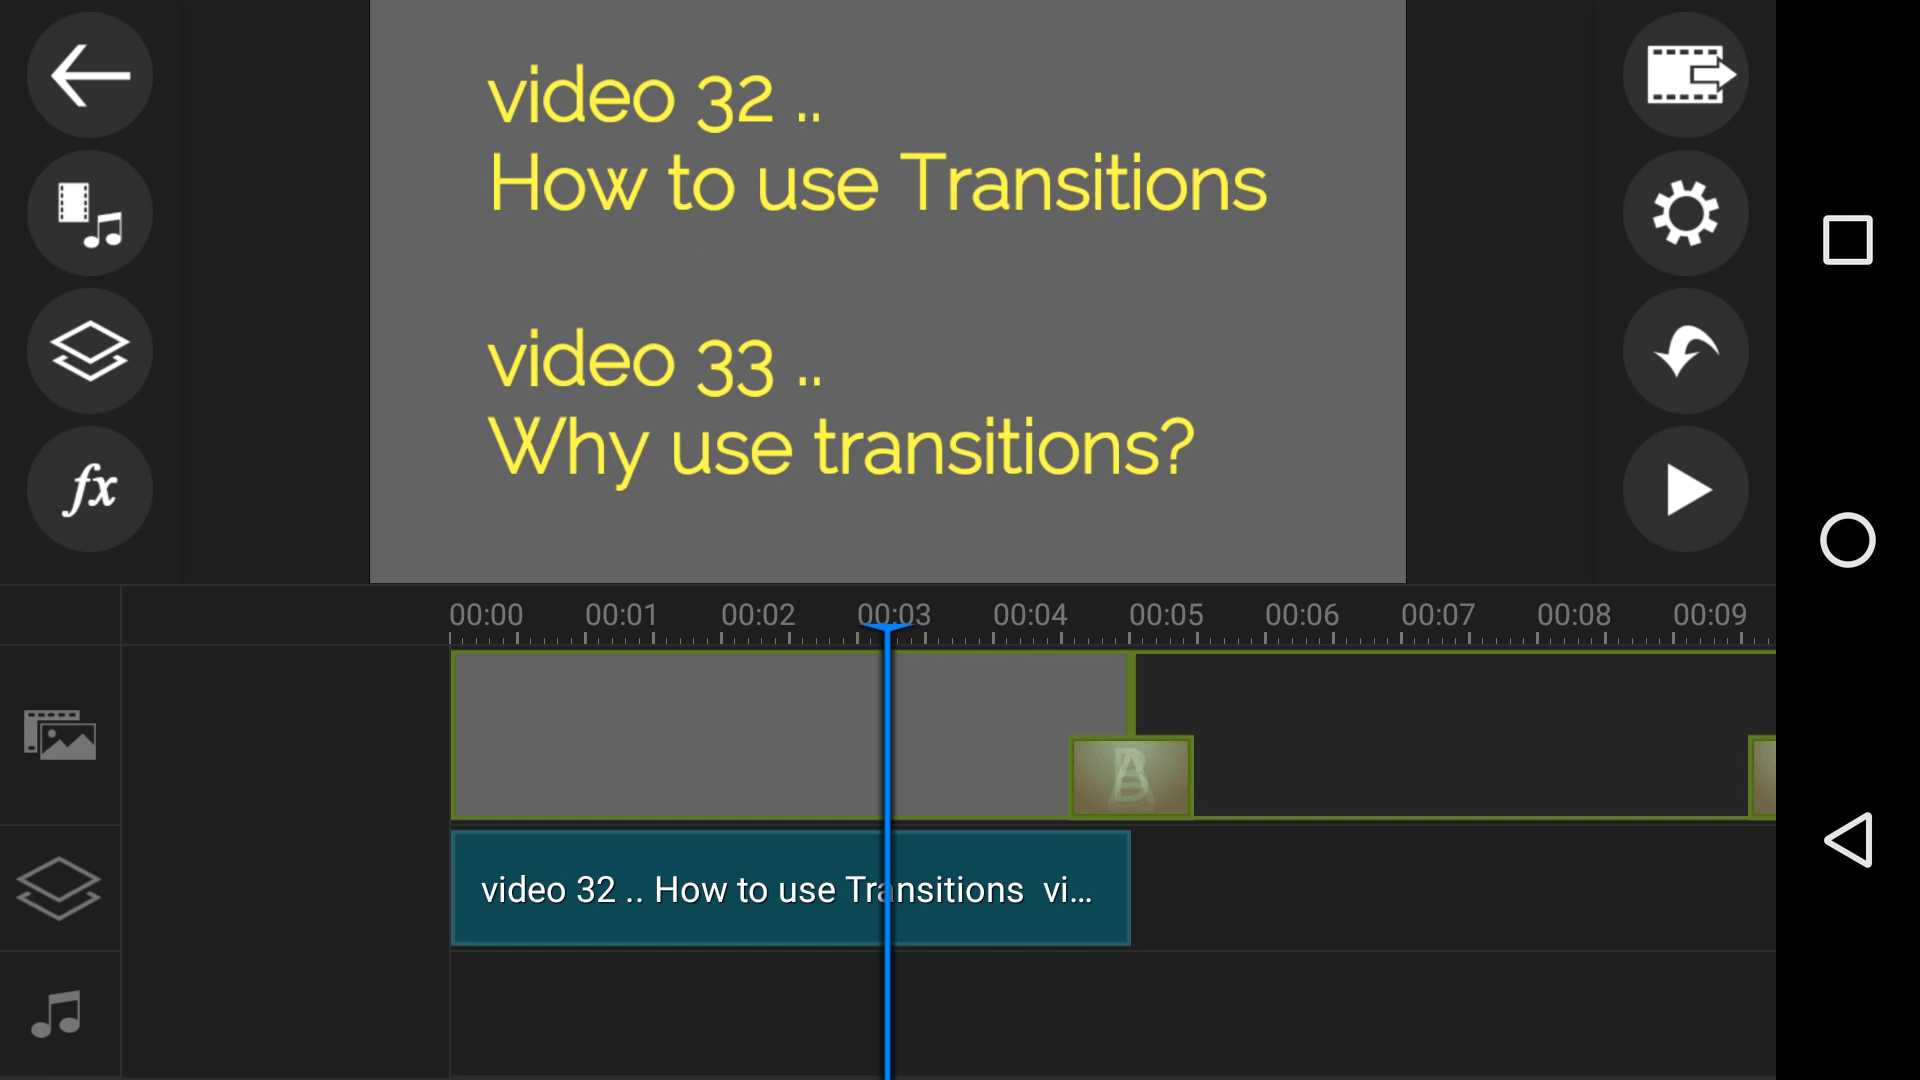 video 32 ..
How to use Transitions
video 33 ..
Why use transitions?
fx
00:00 00:01 00:02 00:03 00:04 00:05 00:06 00:07 00:08 00:09
video 32 .. How to use Transitions vi...